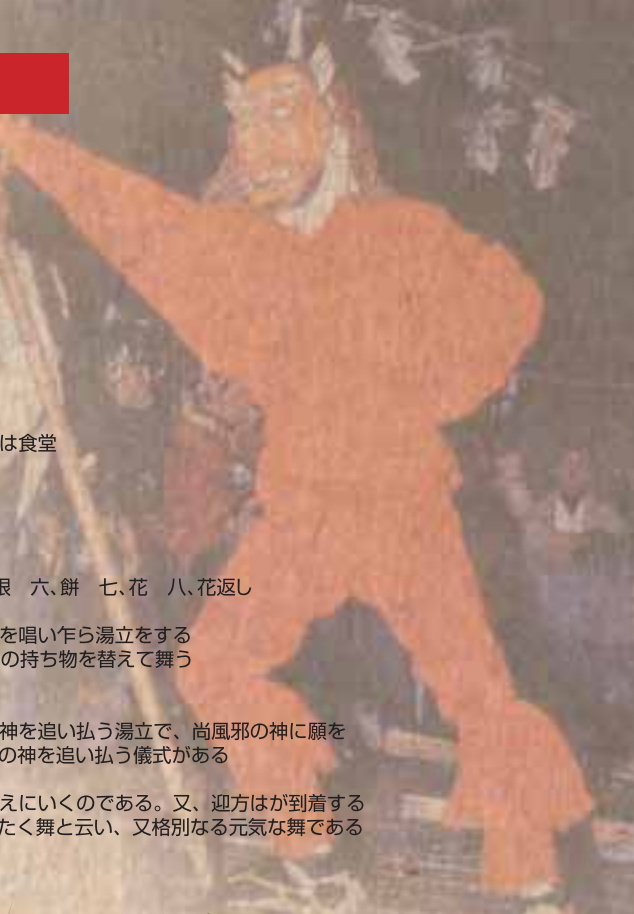 は食堂
根　六、餅　七、花　八、花返し
を唱い乍ら湯立をする
の持ち物を替えて舞う
神を追い払う湯立で、尚風邪の神に願を
の神を追い払う儀式がある
えにいくのである。又、迎方はが到着する
たく舞と云い、又格別なる元気な舞である